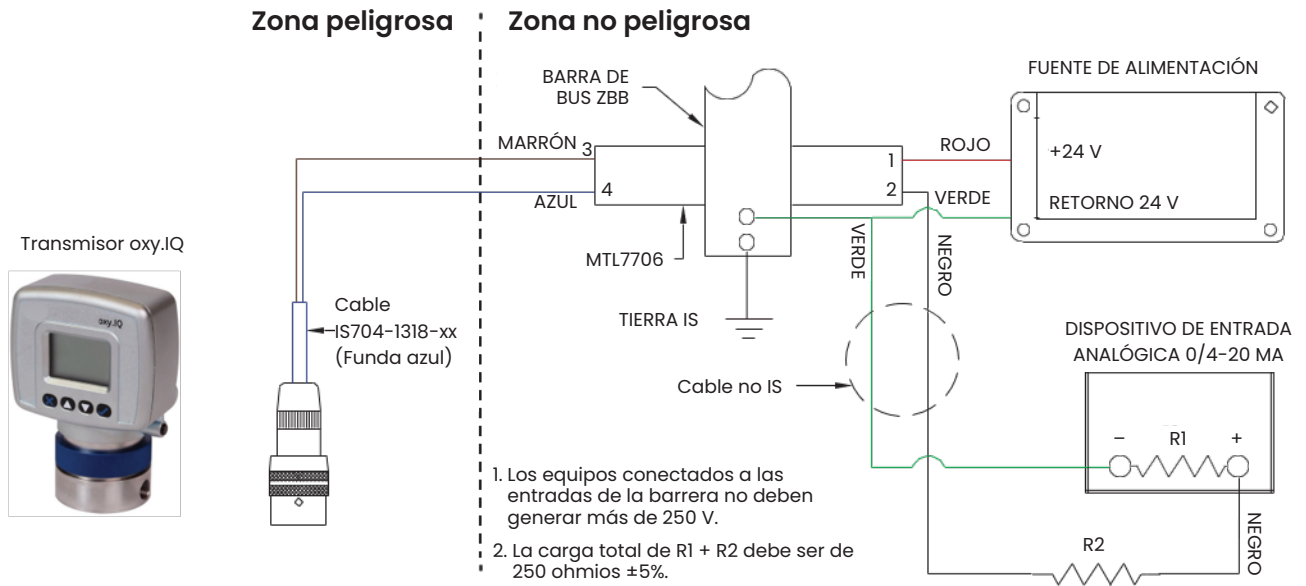 Zona peligrosa
Zona no peligrosa
BARRA DE
BUS ZBB
FUENTE DE ALIMENTACIÓN
MARRÓN
3
1
ROJO
+24 V
4
2
AZUL
VERDE
RETORNO 24 V
Transmisor oxy.IQ
MTL7706
VERDE
NEGRO
oxy.IQ
Cable
IS704-1318-xx
(Funda azul)
TIERRA IS
DISPOSITIVO DE ENTRADA
ANALÓGICA 0/4-20 MA
Cable no IS
– R1 +
1. Los equipos conectados a las
entradas de la barrera no deben
generar más de 250 V.
2. La carga total de R1 + R2 debe ser de
250 ohmios ±5%.
R2
NEGRO